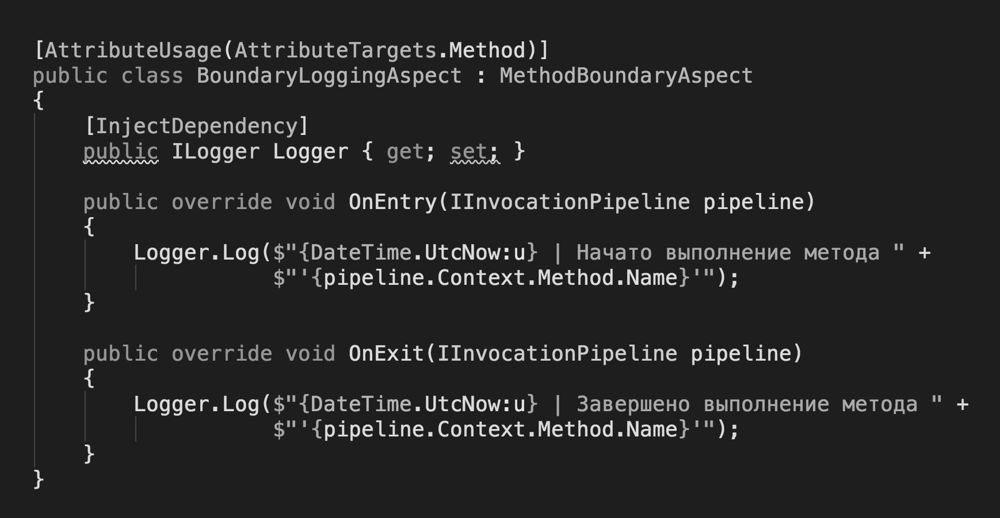 [AttributeUsage(AttributeTargets.Method)]
public class BoundaryLoggingAspect : MethodBoundaryAspect
{
    [InjectDependency]
    public ILogger Logger { get; set; }

    public override void OnEntry(IInvocationPipeline pipeline)
    {
        Logger.Log($"{DateTime.UtcNow:u} | Начато выполнение метода " +
                   $"'{pipeline.Context.Method.Name}'");
    }

    public override void OnExit(IInvocationPipeline pipeline)
    {
        Logger.Log($"{DateTime.UtcNow:u} | Завершено выполнение метода " +
                   $"'{pipeline.Context.Method.Name}'");
    }
}